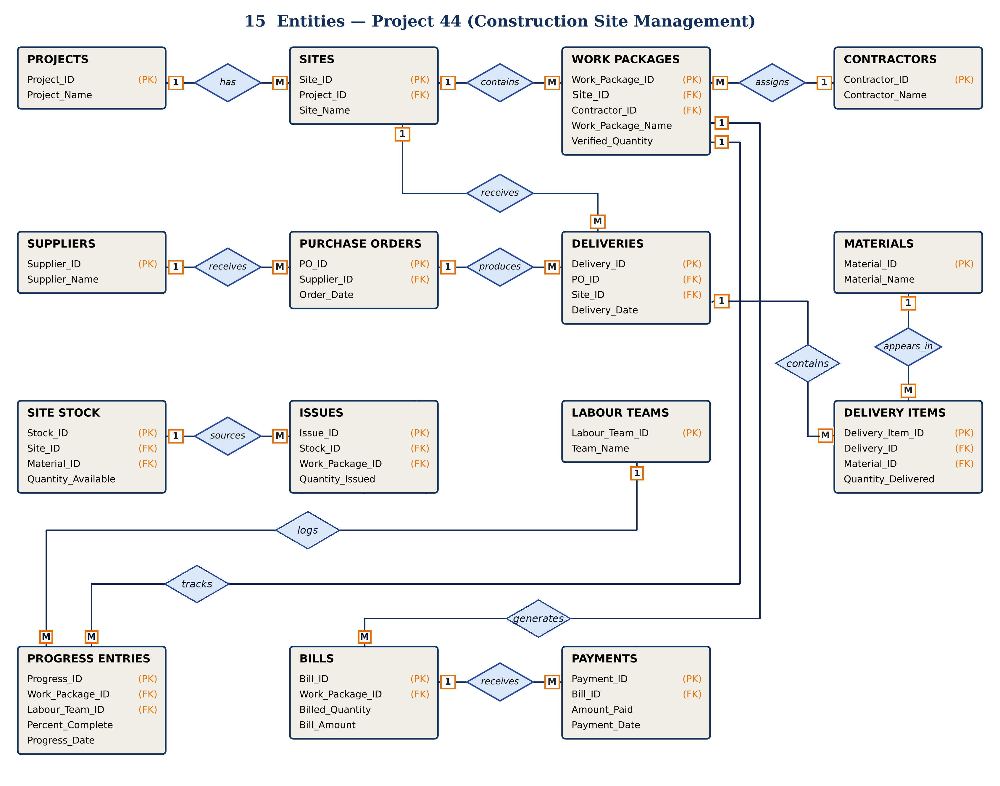 15 Entities — Project 44 (Construction Site Management)
PROJECTS
Project_ID (PK)
Project_Name
1
has
M
SITES
Site_ID (PK)
Project_ID (FK)
Site_Name
1
contains
M
WORK PACKAGES
Work_Package_ID (PK)
Site_ID (FK)
Contractor_ID (FK)
Work_Package_Name
Verified_Quantity
M
assigns
1
CONTRACTORS
Contractor_ID (PK)
Contractor_Name
1
1
1
receives
M
SUPPLIERS
Supplier_ID (PK)
Supplier_Name
1
receives
M
PURCHASE ORDERS
PO_ID (PK)
Supplier_ID (FK)
Order_Date
1
produces
M
DELIVERIES
Delivery_ID (PK)
PO_ID (FK)
Site_ID (FK)
Delivery_Date
1
MATERIALS
Material_ID (PK)
Material_Name
1
appears_in
M
contains
M
SITE STOCK
Stock_ID (PK)
Site_ID (FK)
Material_ID (FK)
Quantity_Available
1
sources
M
ISSUES
Issue_ID (PK)
Stock_ID (FK)
Work_Package_ID (FK)
Quantity_Issued
LABOUR TEAMS
Labour_Team_ID (PK)
Team_Name
1
DELIVERY ITEMS
Delivery_Item_ID (PK)
Delivery_ID (FK)
Material_ID (FK)
Quantity_Delivered
logs
tracks
generates
M
M
M
PROGRESS ENTRIES
Progress_ID (PK)
Work_Package_ID (FK)
Labour_Team_ID (FK)
Percent_Complete
Progress_Date
BILLS
Bill_ID (PK)
Work_Package_ID (FK)
Billed_Quantity
Bill_Amount
1
receives
M
PAYMENTS
Payment_ID (PK)
Bill_ID (FK)
Amount_Paid
Payment_Date